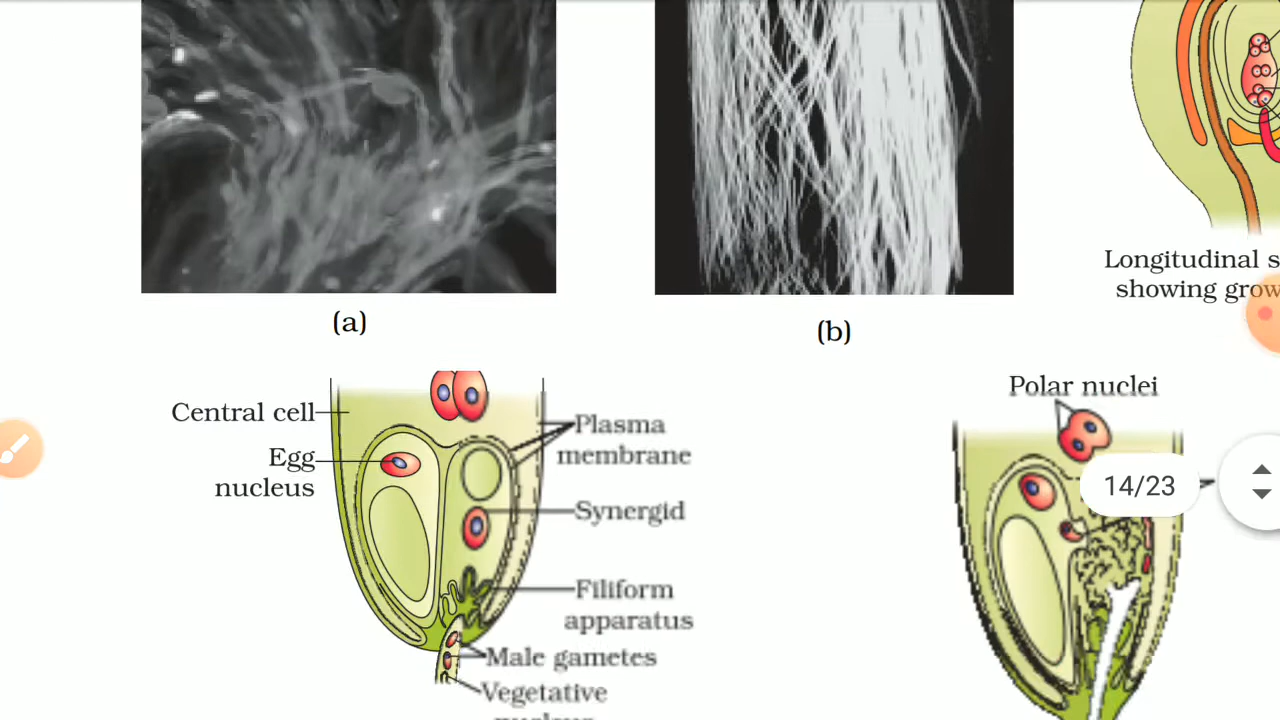 (a)
(b)
Longitudinal s
showing grow
Central cell
Egg
nucleus
Plasma
membrane
Synergid
Filiform
apparatus
Male gametes
Vegetative
Polar nuclei
14/23